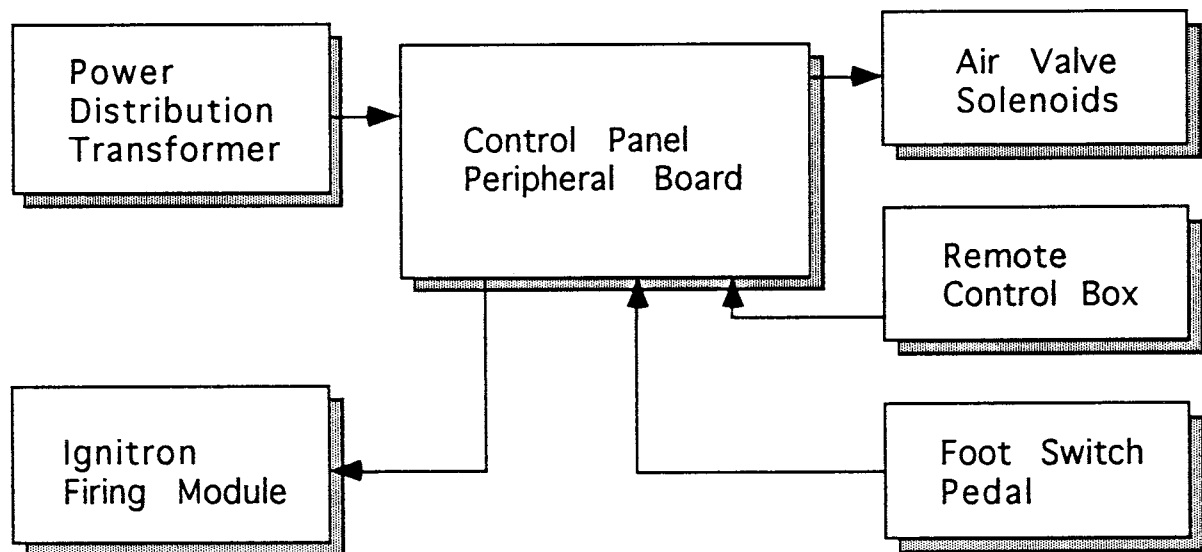 Power
Distribution
Transformer
Control Panel
Peripheral Board
Air Valve
Solenoids
Remote
Control Box
Ignitron
Firing Module
Foot Switch
Pedal